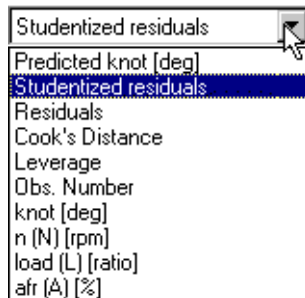 Studentized residuals
Predicted knot [deg]
Studentized residuals
Residuals
Cook's Distance
Leverage
Obs. Number
knot [deg]
n (N) [rpm]
load (L) [ratio]
afr (A) [%]